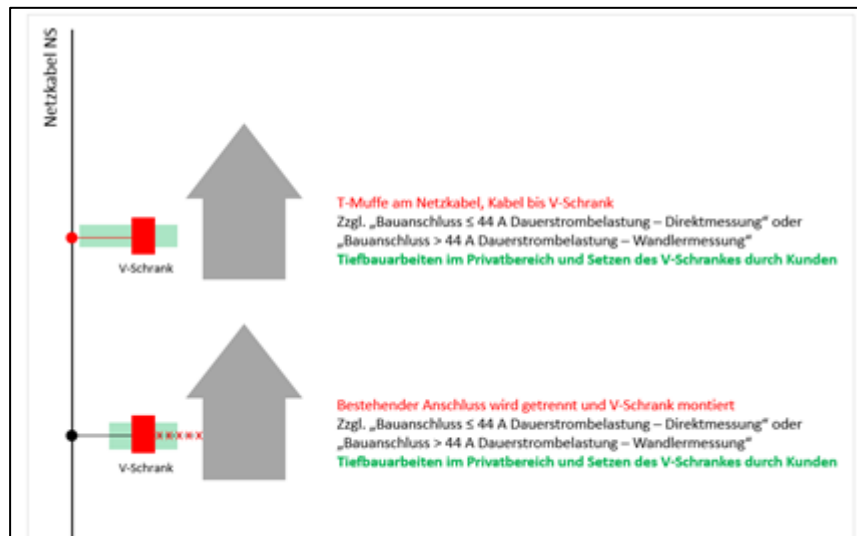 Netzkabel NS
T-Muffe am Netzkabel, Kabel bis V-Schrank
Zzgl. „Bauanschluss ≤ 44 A Dauerstrombelastung – Direktmessung“ oder
„Bauanschluss > 44 A Dauerstrombelastung – Wandlermessung“
Tiefbauarbeiten im Privatbereich und Setzen des V-Schrankes durch Kunden
V-Schrank
Bestehender Anschluss wird getrennt und V-Schrank montiert
Zzgl. „Bauanschluss ≤ 44 A Dauerstrombelastung – Direktmessung“ oder
„Bauanschluss > 44 A Dauerstrombelastung – Wandlermessung“
Tiefbauarbeiten im Privatbereich und Setzen des V-Schrankes durch Kunden
V-Schrank